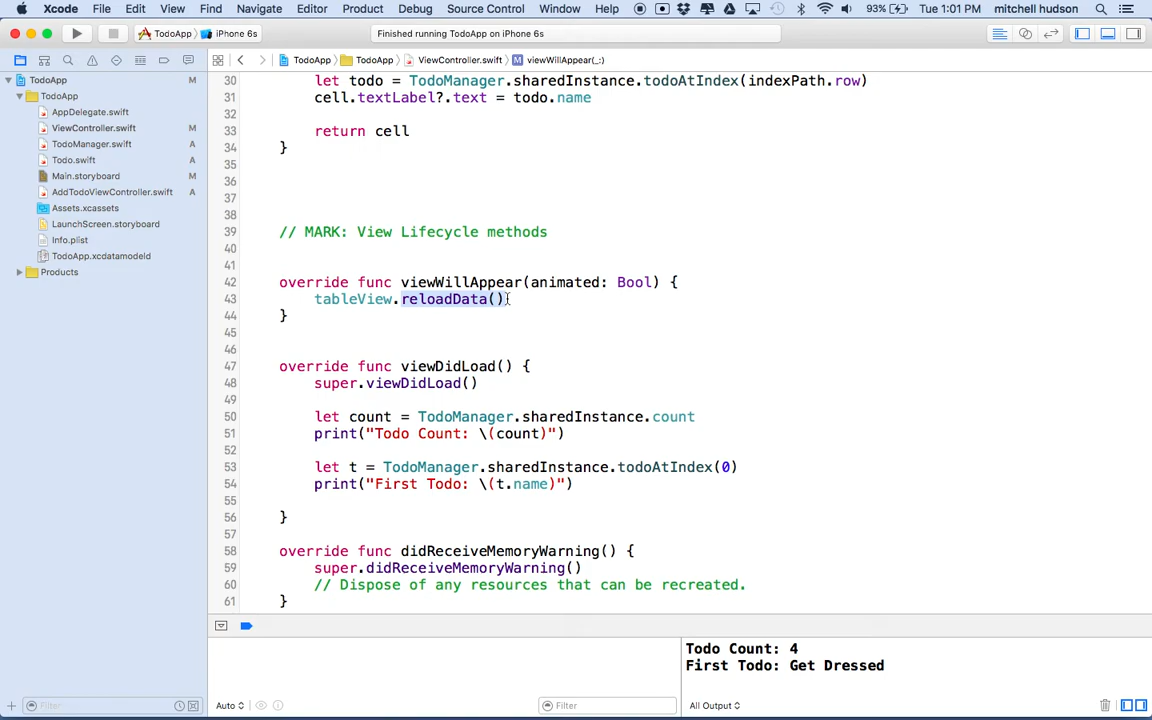 Xcode File Edit View Find Navigate Editor Product Debug Source Control Window Help 93% Tue 1:01 PM mitchell hudson
TodoApp iPhone 6s Finished running TodoApp on iPhone 6s
TodoApp TodoApp ViewController.swift M viewWillAppear(_:)
TodoApp M
TodoApp
AppDelegate.swift
ViewController.swift M
TodoManager.swift A
Todo.swift A
Main.storyboard M
AddTodoViewController.swift A
Assets.xcassets
LaunchScreen.storyboard
Info.plist
TodoApp.xcdatamodeld
Products
30 let todo = TodoManager.sharedInstance.todoAtIndex(indexPath.row)
31 cell.textLabel?.text = todo.name
32
33 return cell
34 }
35
36
37
38
39 // MARK: View Lifecycle methods
40
41
42 override func viewWillAppear(animated: Bool) {
43 tableView.reloadData()
44 }
45
46
47 override func viewDidLoad() {
48 super.viewDidLoad()
49
50 let count = TodoManager.sharedInstance.count
51 print("Todo Count: \(count)")
52
53 let t = TodoManager.sharedInstance.todoAtIndex(0)
54 print("First Todo: \(t.name)")
55
56 }
57
58 override func didReceiveMemoryWarning() {
59 super.didReceiveMemoryWarning()
60 // Dispose of any resources that can be recreated.
61 }
Todo Count: 4
First Todo: Get Dressed
Filter
Auto
Filter
All Output